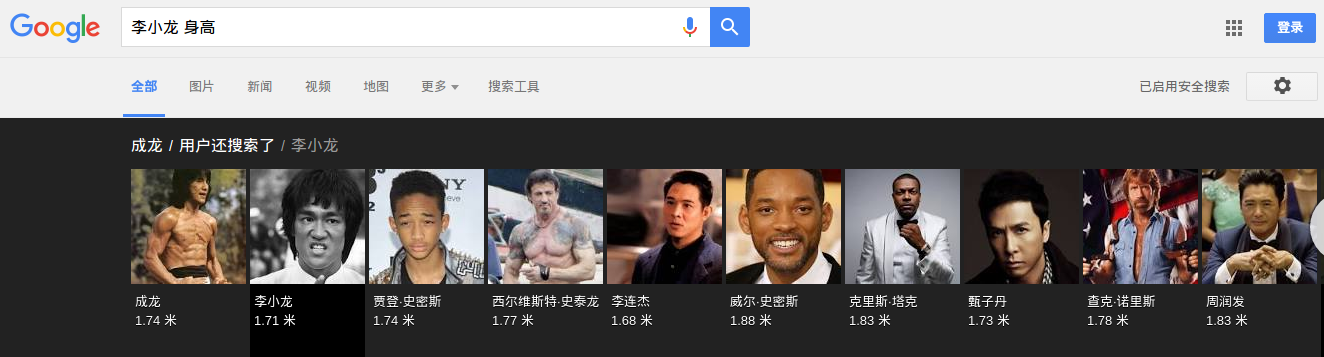 Google
李小龙 身高
登录
全部 图片 新闻 视频 地图 更多 搜索工具 已启用安全搜索
成龙 / 用户还搜索了 / 李小龙
成龙 李小龙 贾登·史密斯 西尔维斯特·史泰龙 李连杰 威尔·史密斯 克里斯·塔克 甄子丹 查克·诺里斯 周润发
1.74 米 1.71 米 1.74 米 1.77 米 1.68 米 1.88 米 1.83 米 1.73 米 1.78 米 1.83 米